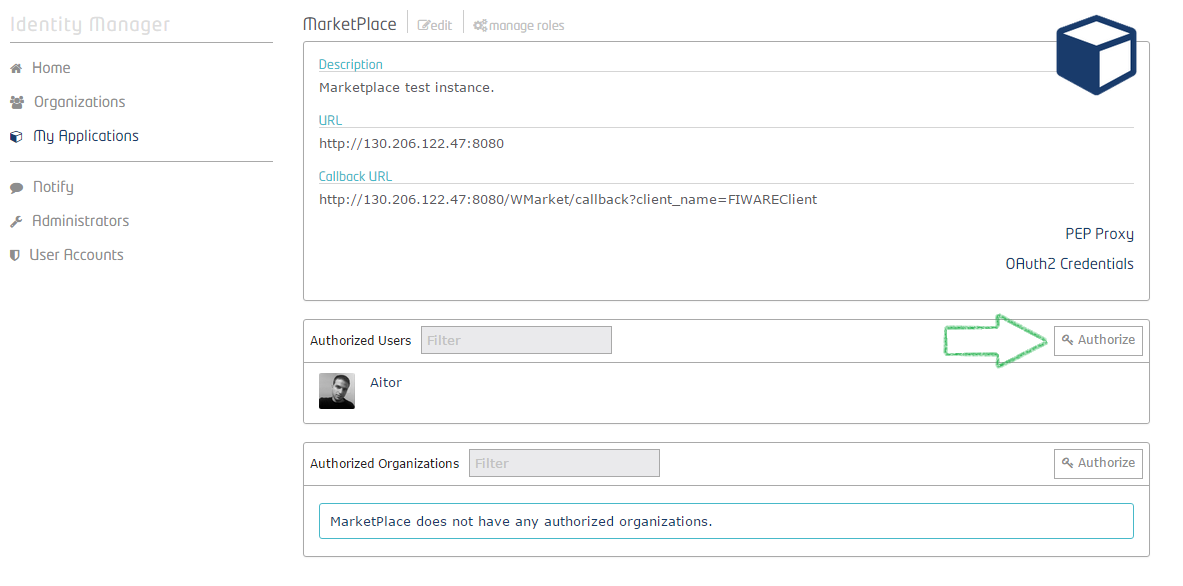 Identity Manager
Home
Organizations
My Applications
Notify
Administrators
User Accounts
MarketPlace edit manage roles
Description
Marketplace test instance.
URL
http://130.206.122.47:8080
Callback URL
http://130.206.122.47:8080/WMarket/callback?client_name=FIWAREClient
PEP Proxy
OAuth2 Credentials
Authorized Users Filter Authorize
Aitor
Authorized Organizations Filter Authorize
MarketPlace does not have any authorized organizations.